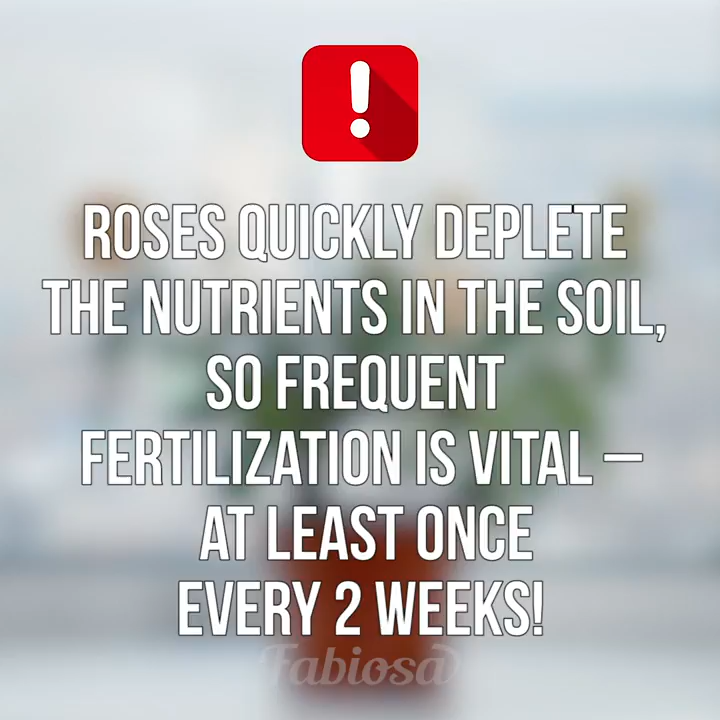 !
ROSES QUICKLY DEPLETE
THE NUTRIENTS IN THE SOIL,
SO FREQUENT
FERTILIZATION IS VITAL –
AT LEAST ONCE
EVERY 2 WEEKS!
Fabiosa